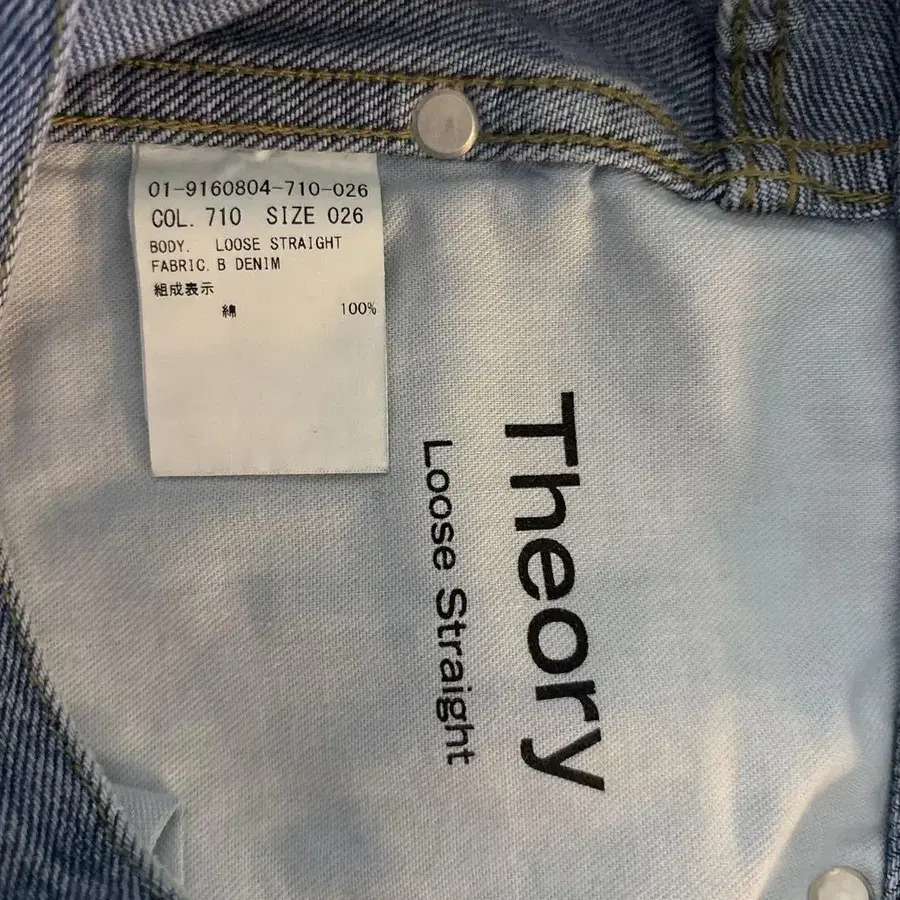 01-9160804-710-026
COL. 710 SIZE 026
BODY. LOOSE STRAIGHT
FABRIC. B DENIM
組成表示
綿 100%
Theory
Loose Straight